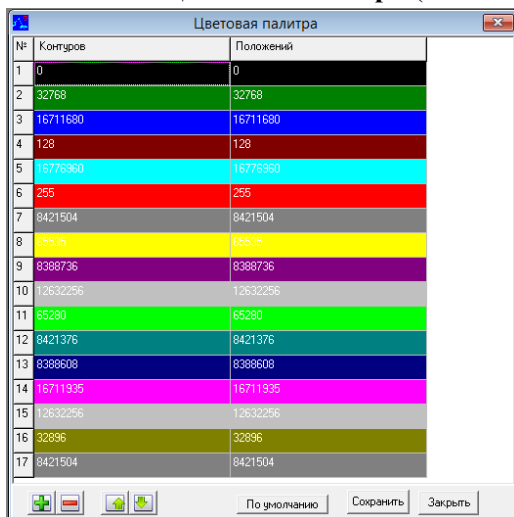 Цветовая палитра
№ Контуров Положений
1 0 0
2 32768 32768
3 16711680 16711680
4 128 128
5 16776960 16776960
6 255 255
7 8421504 8421504
8 65535 65535
9 8388736 8388736
10 12632256 12632256
11 65280 65280
12 8421376 8421376
13 8388608 8388608
14 16711935 16711935
15 12632256 12632256
16 32896 32896
17 8421504 8421504
По умолчанию Сохранить Закрыть